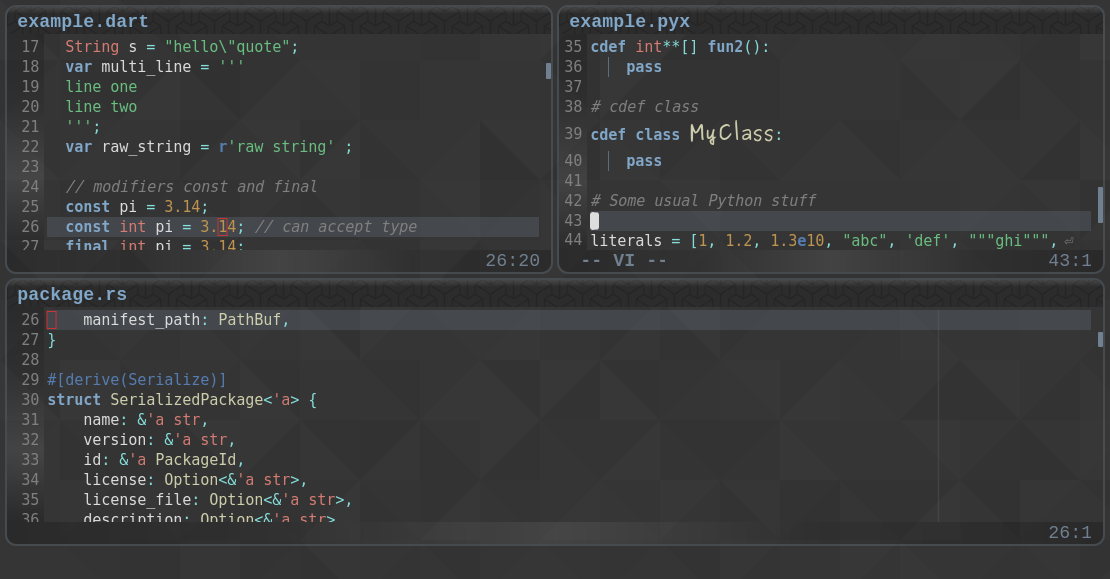 example.dart
17   String s = "hello\"quote";
18   var multi_line = '''
19   line one
20   line two
21   ''';
22   var raw_string = r'raw string' ;
23
24   // modifiers const and final
25   const pi = 3.14;
26   const int pi = 3.14; // can accept type
27   final int pi = 3.14;
26:20
example.pyx
35 cdef int**[] fun2():
36     pass
37
38 # cdef class
39 cdef class MyClass:
40     pass
41
42 # Some usual Python stuff
43
44 literals = [1, 1.2, 1.3e10, "abc", 'def', """ghi""", ⏎
-- VI -- 43:1
package.rs
26     manifest_path: PathBuf,
27 }
28
29 #[derive(Serialize)]
30 struct SerializedPackage<'a> {
31     name: &'a str,
32     version: &'a str,
33     id: &'a PackageId,
34     license: Option<&'a str>,
35     license_file: Option<&'a str>,
36     description: Option<&'a str>
26:1